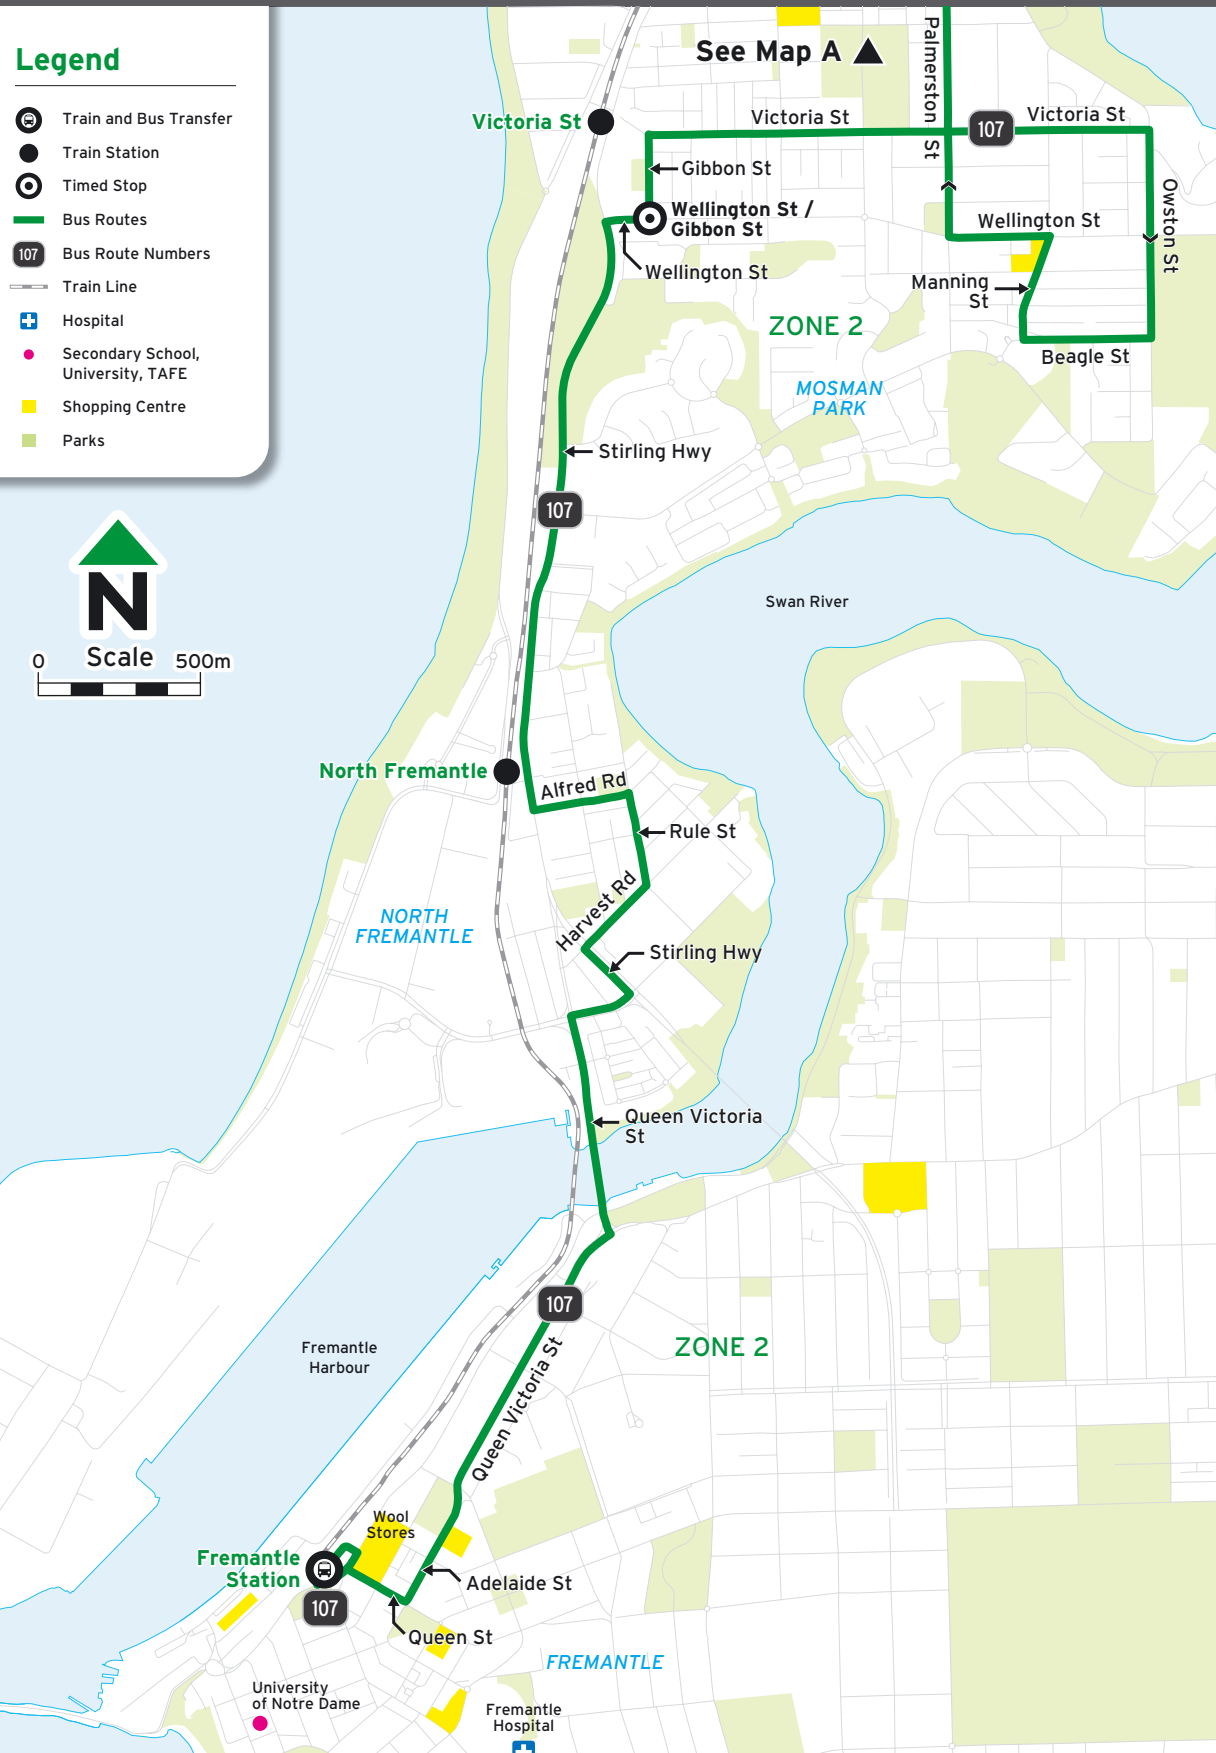 Legend
Train and Bus Transfer
Train Station
Timed Stop
Bus Routes
107 Bus Route Numbers
Train Line
Hospital
Secondary School,
University, TAFE
Shopping Centre
Parks
N
Scale
0 500m
See Map A
Palmerston St
Victoria St
Victoria St
107
Victoria St
Gibbon St
Wellington St /
Gibbon St
Wellington St
Wellington St
Owston St
Manning
St
Beagle St
ZONE 2
MOSMAN
PARK
Stirling Hwy
107
Swan River
North Fremantle
Alfred Rd
Rule St
Harvest Rd
NORTH
FREMANTLE
Stirling Hwy
Queen Victoria
St
107
ZONE 2
Fremantle
Harbour
Queen Victoria St
Wool
Stores
Fremantle
Station
107
Adelaide St
Queen St
FREMANTLE
University
of Notre Dame
Fremantle
Hospital